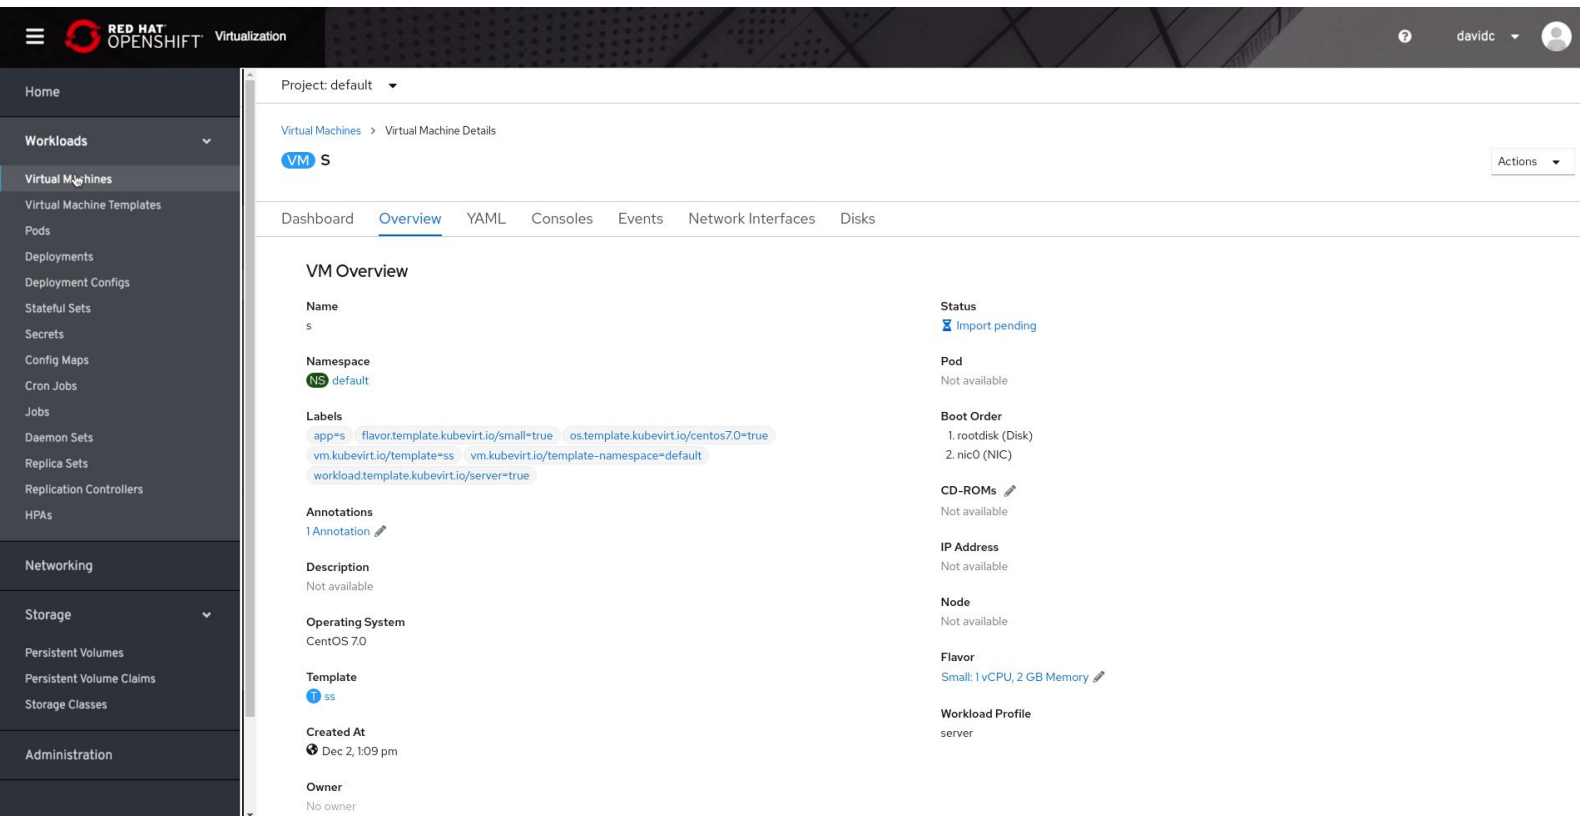 RED HAT
OPENSHIFT Virtualization
davidc
Home
Workloads
Virtual Machines
Virtual Machine Templates
Pods
Deployments
Deployment Configs
Stateful Sets
Secrets
Config Maps
Cron Jobs
Jobs
Daemon Sets
Replica Sets
Replication Controllers
HPAs
Networking
Storage
Persistent Volumes
Persistent Volume Claims
Storage Classes
Administration
Project: default
Virtual Machines > Virtual Machine Details
VM S
Actions
Dashboard Overview YAML Consoles Events Network Interfaces Disks
VM Overview
Name
s
Namespace
NS default
Labels
app=s flavor.template.kubevirt.io/small=true os.template.kubevirt.io/centos7.0=true
vm.kubevirt.io/template=ss vm.kubevirt.io/template-namespace=default
workload.template.kubevirt.io/server=true
Annotations
1 Annotation
Description
Not available
Operating System
CentOS 7.0
Template
T ss
Created At
Dec 2, 1:09 pm
Owner
No owner
Status
Import pending
Pod
Not available
Boot Order
1. rootdisk (Disk)
2. nic0 (NIC)
CD-ROMs
Not available
IP Address
Not available
Node
Not available
Flavor
Small: 1 vCPU, 2 GB Memory
Workload Profile
server